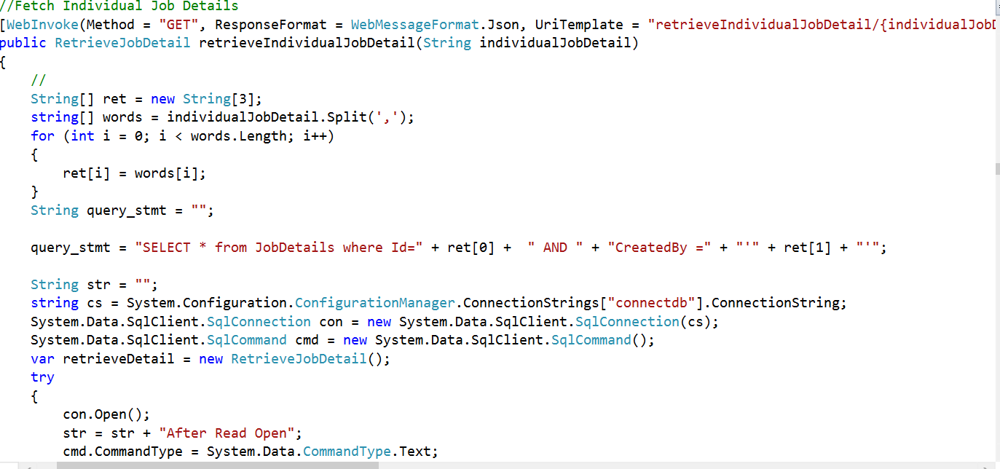 //Fetch Individual Job Details
[WebInvoke(Method = "GET", ResponseFormat = WebMessageFormat.Json, UriTemplate = "retrieveIndividualJobDetail/{individualJobD
public RetrieveJobDetail retrieveIndividualJobDetail(String individualJobDetail)
{
//
String[] ret = new String[3];
string[] words = individualJobDetail.Split(',');
for (int i = 0; i < words.Length; i++)
{
ret[i] = words[i];
}
String query_stmt = "";
query_stmt = "SELECT * from JobDetails where Id=" + ret[0] +  " AND " + "CreatedBy =" + "'" + ret[1] + "'";
String str = "";
string cs = System.Configuration.ConfigurationManager.ConnectionStrings["connectdb"].ConnectionString;
System.Data.SqlClient.SqlConnection con = new System.Data.SqlClient.SqlConnection(cs);
System.Data.SqlClient.SqlCommand cmd = new System.Data.SqlClient.SqlCommand();
var retrieveDetail = new RetrieveJobDetail();
try
{
con.Open();
str = str + "After Read Open";
cmd.CommandType = System.Data.CommandType.Text;